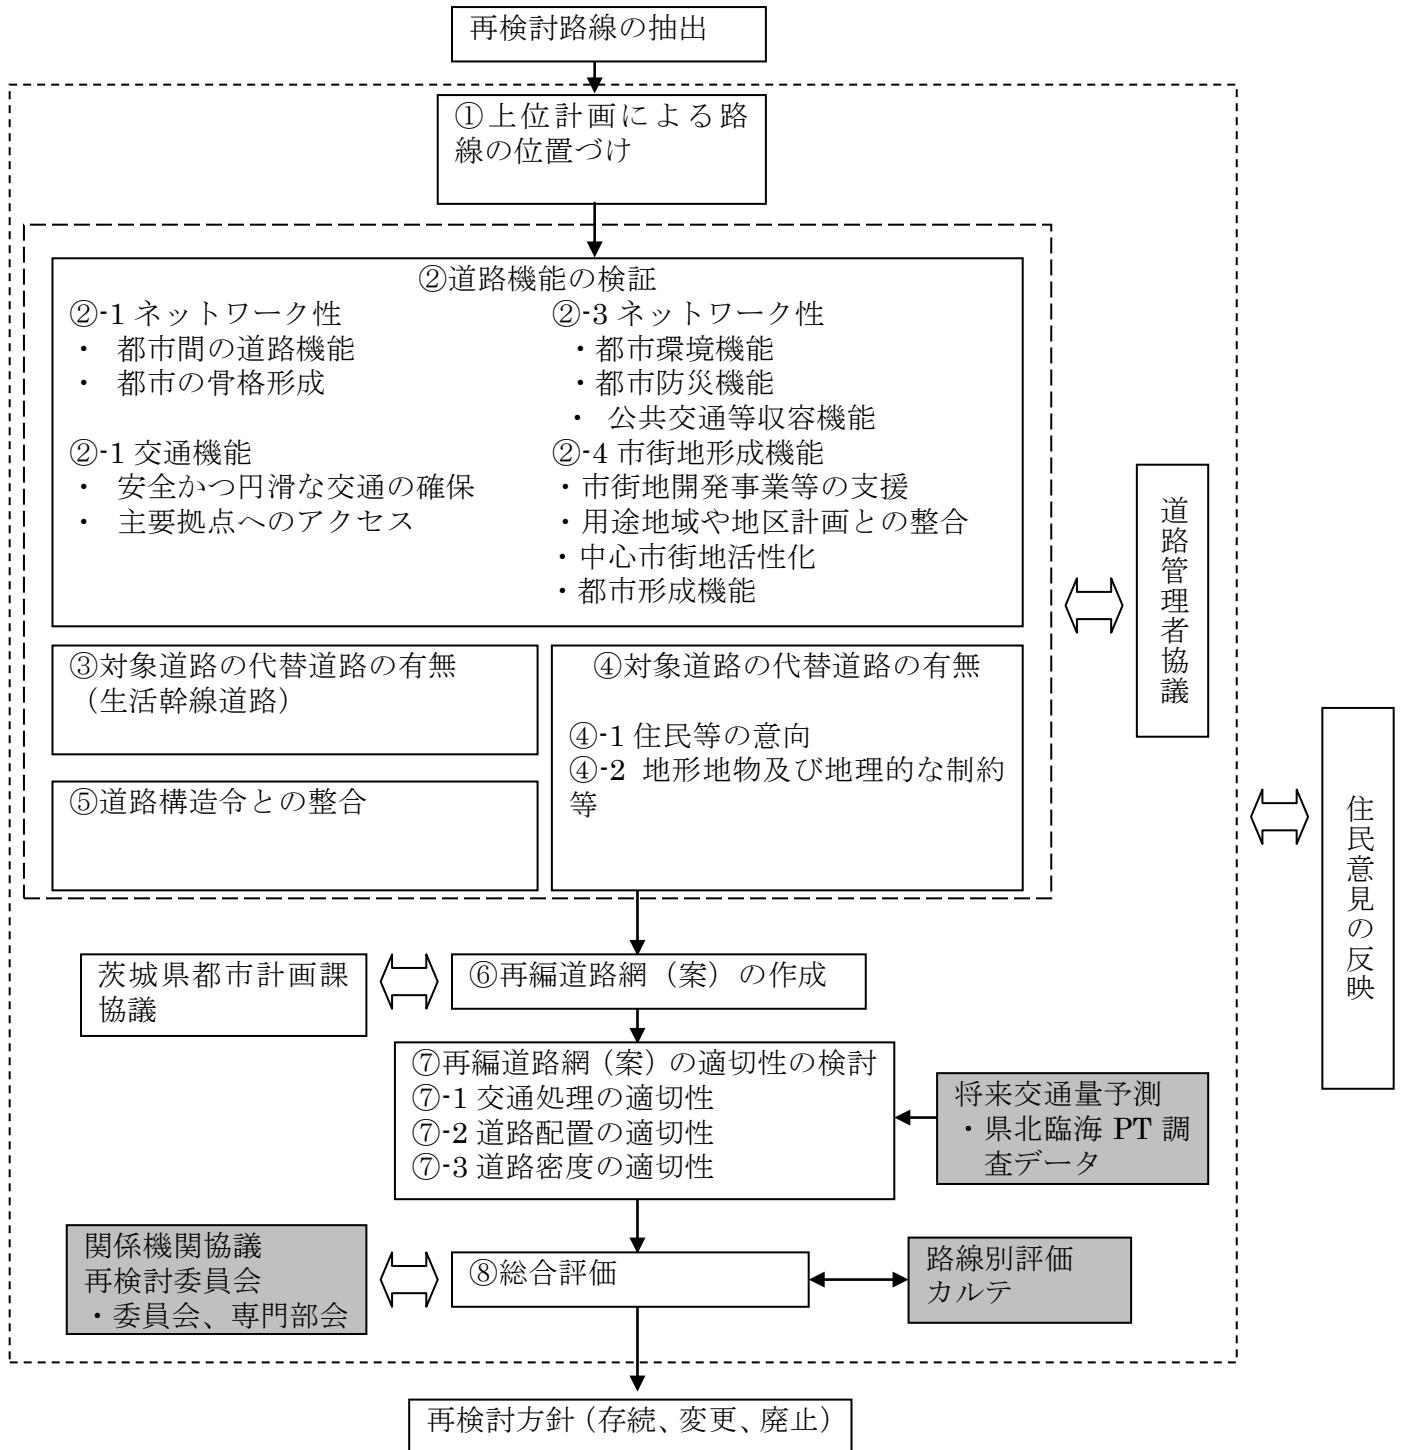 再検討路線の抽出
①上位計画による路
線の位置づけ
②道路機能の検証
②-1 ネットワーク性
・ 都市間の道路機能
・ 都市の骨格形成
②-1 交通機能
・ 安全かつ円滑な交通の確保
・ 主要拠点へのアクセス
②-3 ネットワーク性
・都市環境機能
・都市防災機能
・ 公共交通等収容機能
②-4 市街地形成機能
・市街地開発事業等の支援
・用途地域や地区計画との整合
・中心市街地活性化
・都市形成機能
③対象道路の代替道路の有無
（生活幹線道路）
④対象道路の代替道路の有無
④-1 住民等の意向
④-2 地形地物及び地理的な制約
等
⑤道路構造令との整合
道路管理者協議
住民意見の反映
茨城県都市計画課
協議
⑥再編道路網（案）の作成
⑦再編道路網（案）の適切性の検討
⑦-1 交通処理の適切性
⑦-2 道路配置の適切性
⑦-3 道路密度の適切性
将来交通量予測
・県北臨海 PT 調
査データ
関係機関協議
再検討委員会
・委員会、専門部会
⑧総合評価
路線別評価
カルテ
再検討方針（存続、変更、廃止）